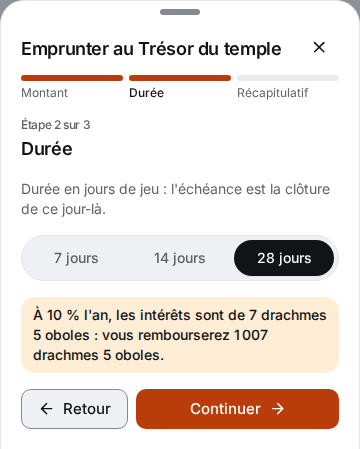 Emprunter au Trésor du temple
Montant
Durée
Récapitulatif
Étape 2 sur 3
Durée
Durée en jours de jeu : l'échéance est la clôture
de ce jour-là.
7 jours
14 jours
28 jours
À 10 % l'an, les intérêts sont de 7 drachmes
5 oboles : vous rembourserez 1 007
drachmes 5 oboles.
Retour
Continuer